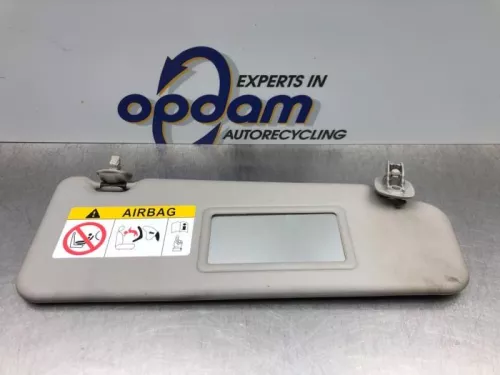 EXPERTS IN
opdam
AUTORECYCLING
AIRBAG